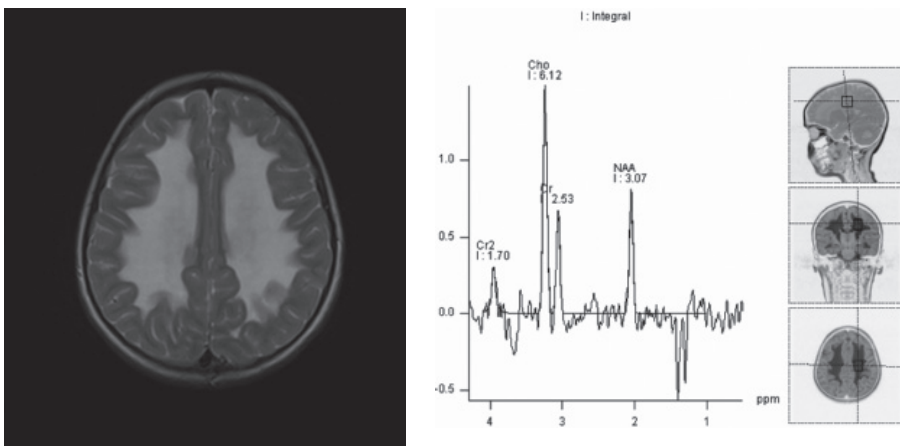 I : Integral
Cho
I : 6.12
1.0
NAA
I : 3.07
Cr
2.53
0.5
Cr2
I : 1.70
0.0
-0.5
ppm
4 3 2 1